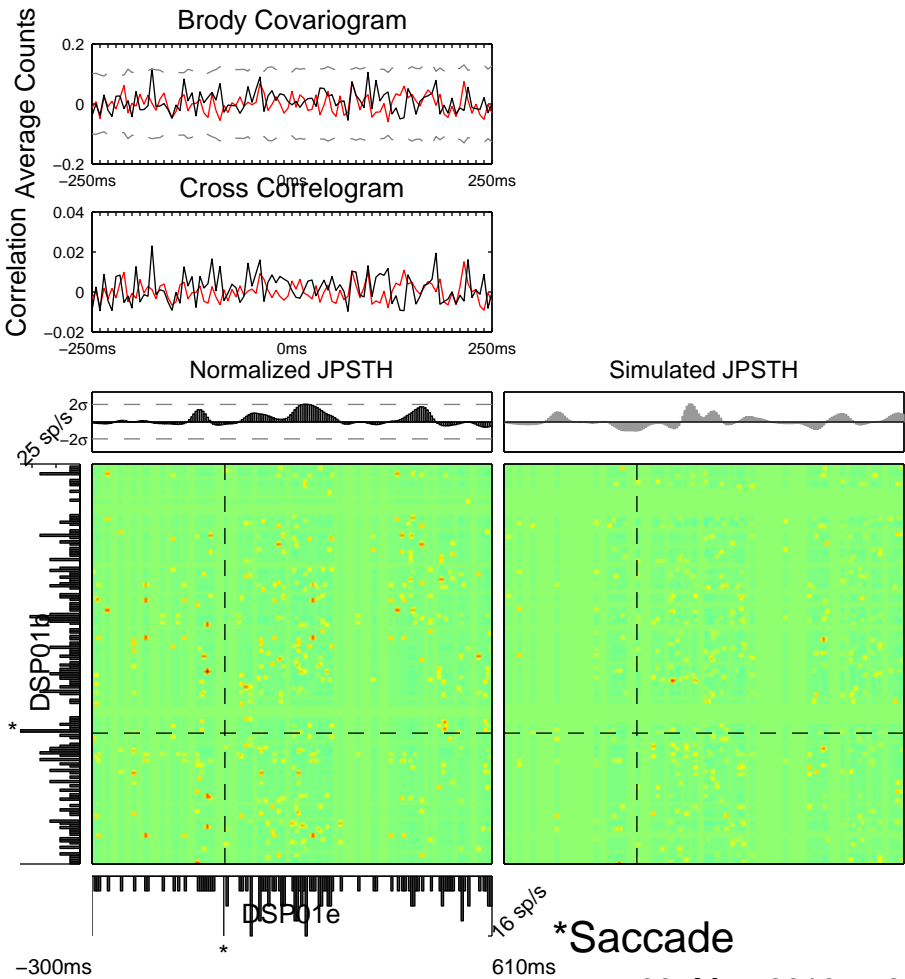 Brody Covariogram
Average Counts
0.2
0
−0.2
−250ms
0ms
250ms
Cross Correlogram
Correlation
0.04
0.02
0
−0.02
−250ms
0ms
250ms
Normalized JPSTH
Simulated JPSTH
2σ
−2σ
25 sp/s
DSP01b
*
DSP01e
16 sp/s
*
*Saccade
−300ms
610ms